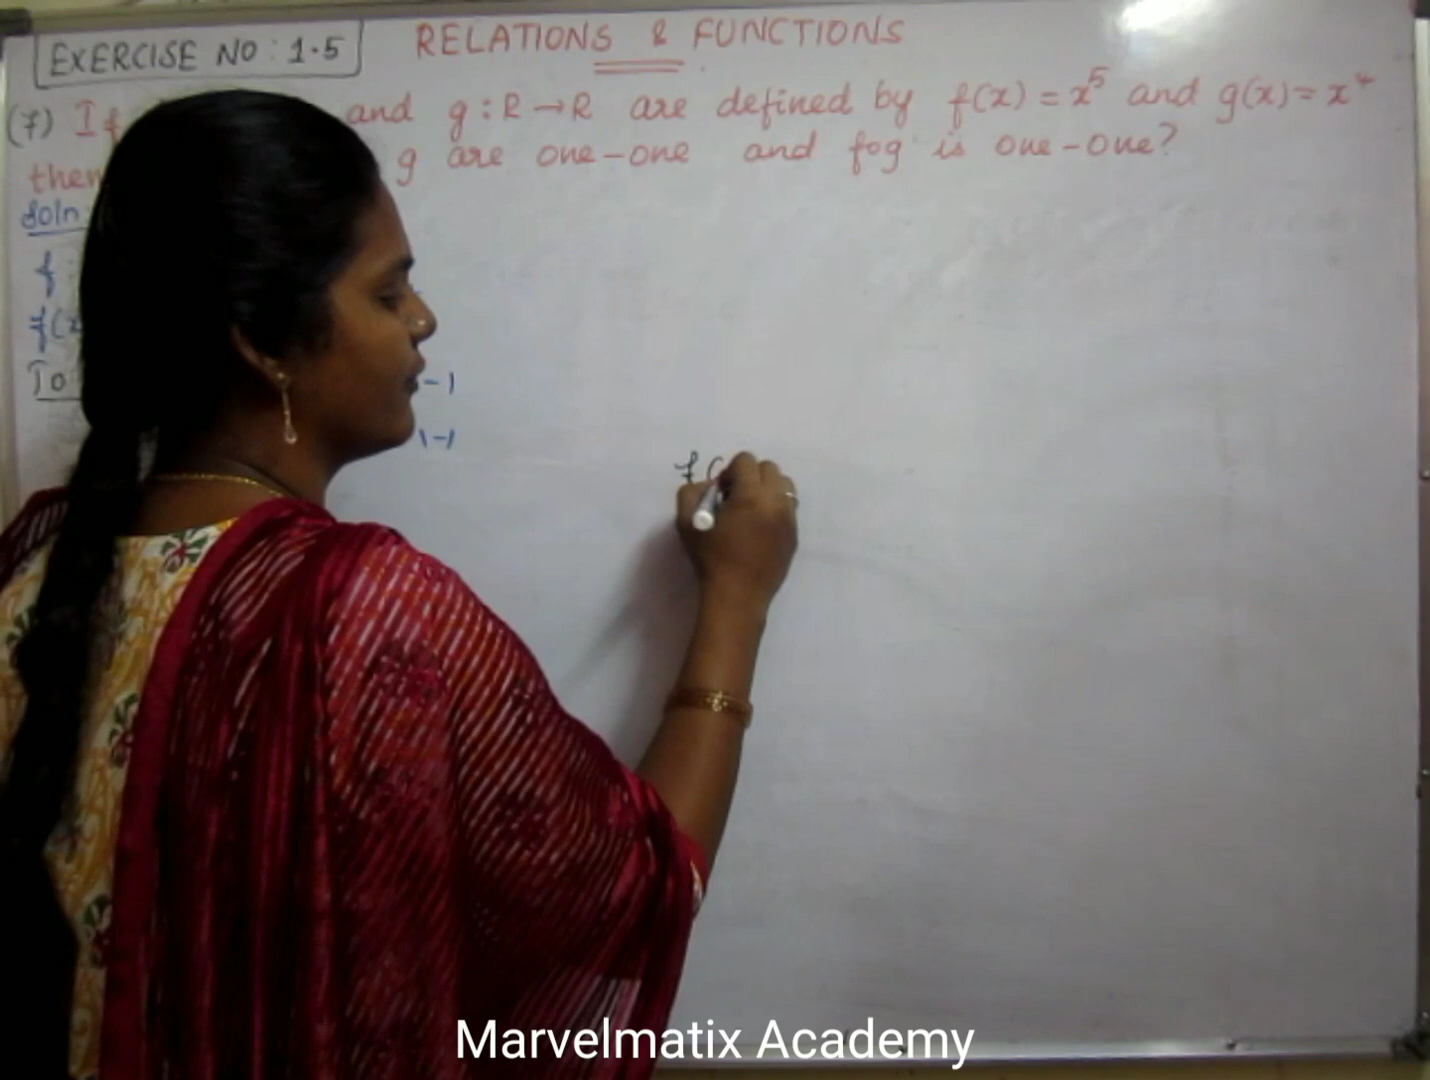 EXERCISE NO : 1.5
RELATIONS & FUNCTIONS
(7) If and g : R → R are defined by f(x) = x⁵ and g(x) = x⁴
then g are one-one and fog is one-one?
Soln
f
f(x
To -1
1-1
f(
Marvelmatix Academy